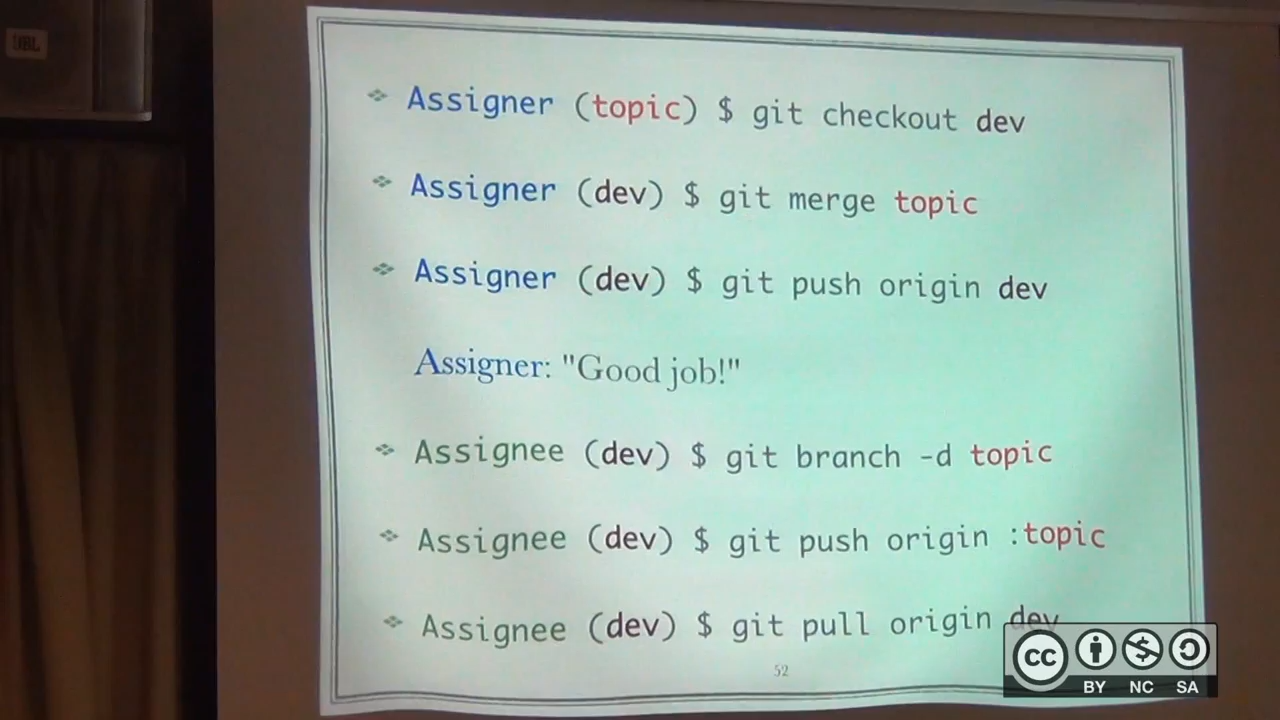 JBL
Assigner (topic) $ git checkout dev
Assigner (dev) $ git merge topic
Assigner (dev) $ git push origin dev
Assigner: "Good job!"
Assignee (dev) $ git branch -d topic
Assignee (dev) $ git push origin :topic
Assignee (dev) $ git pull origin dev
52
cc
BY NC SA